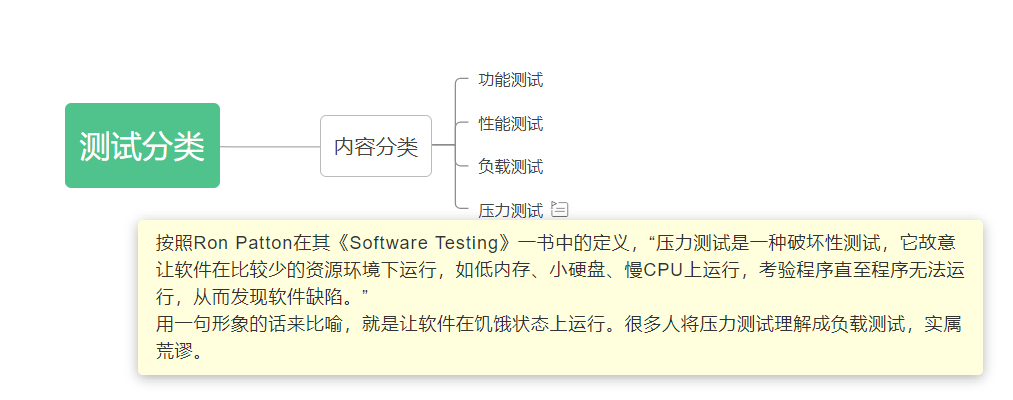 测试分类
内容分类
功能测试
性能测试
负载测试
压力测试
按照Ron Patton在其《Software Testing》一书中的定义，“压力测试是一种破坏性测试，它故意
让软件在比较少的资源环境下运行，如低内存、小硬盘、慢CPU上运行，考验程序直至程序无法运
行，从而发现软件缺陷。”
用一句形象的话来比喻，就是让软件在饥饿状态上运行。很多人将压力测试理解成负载测试，实属
荒谬。